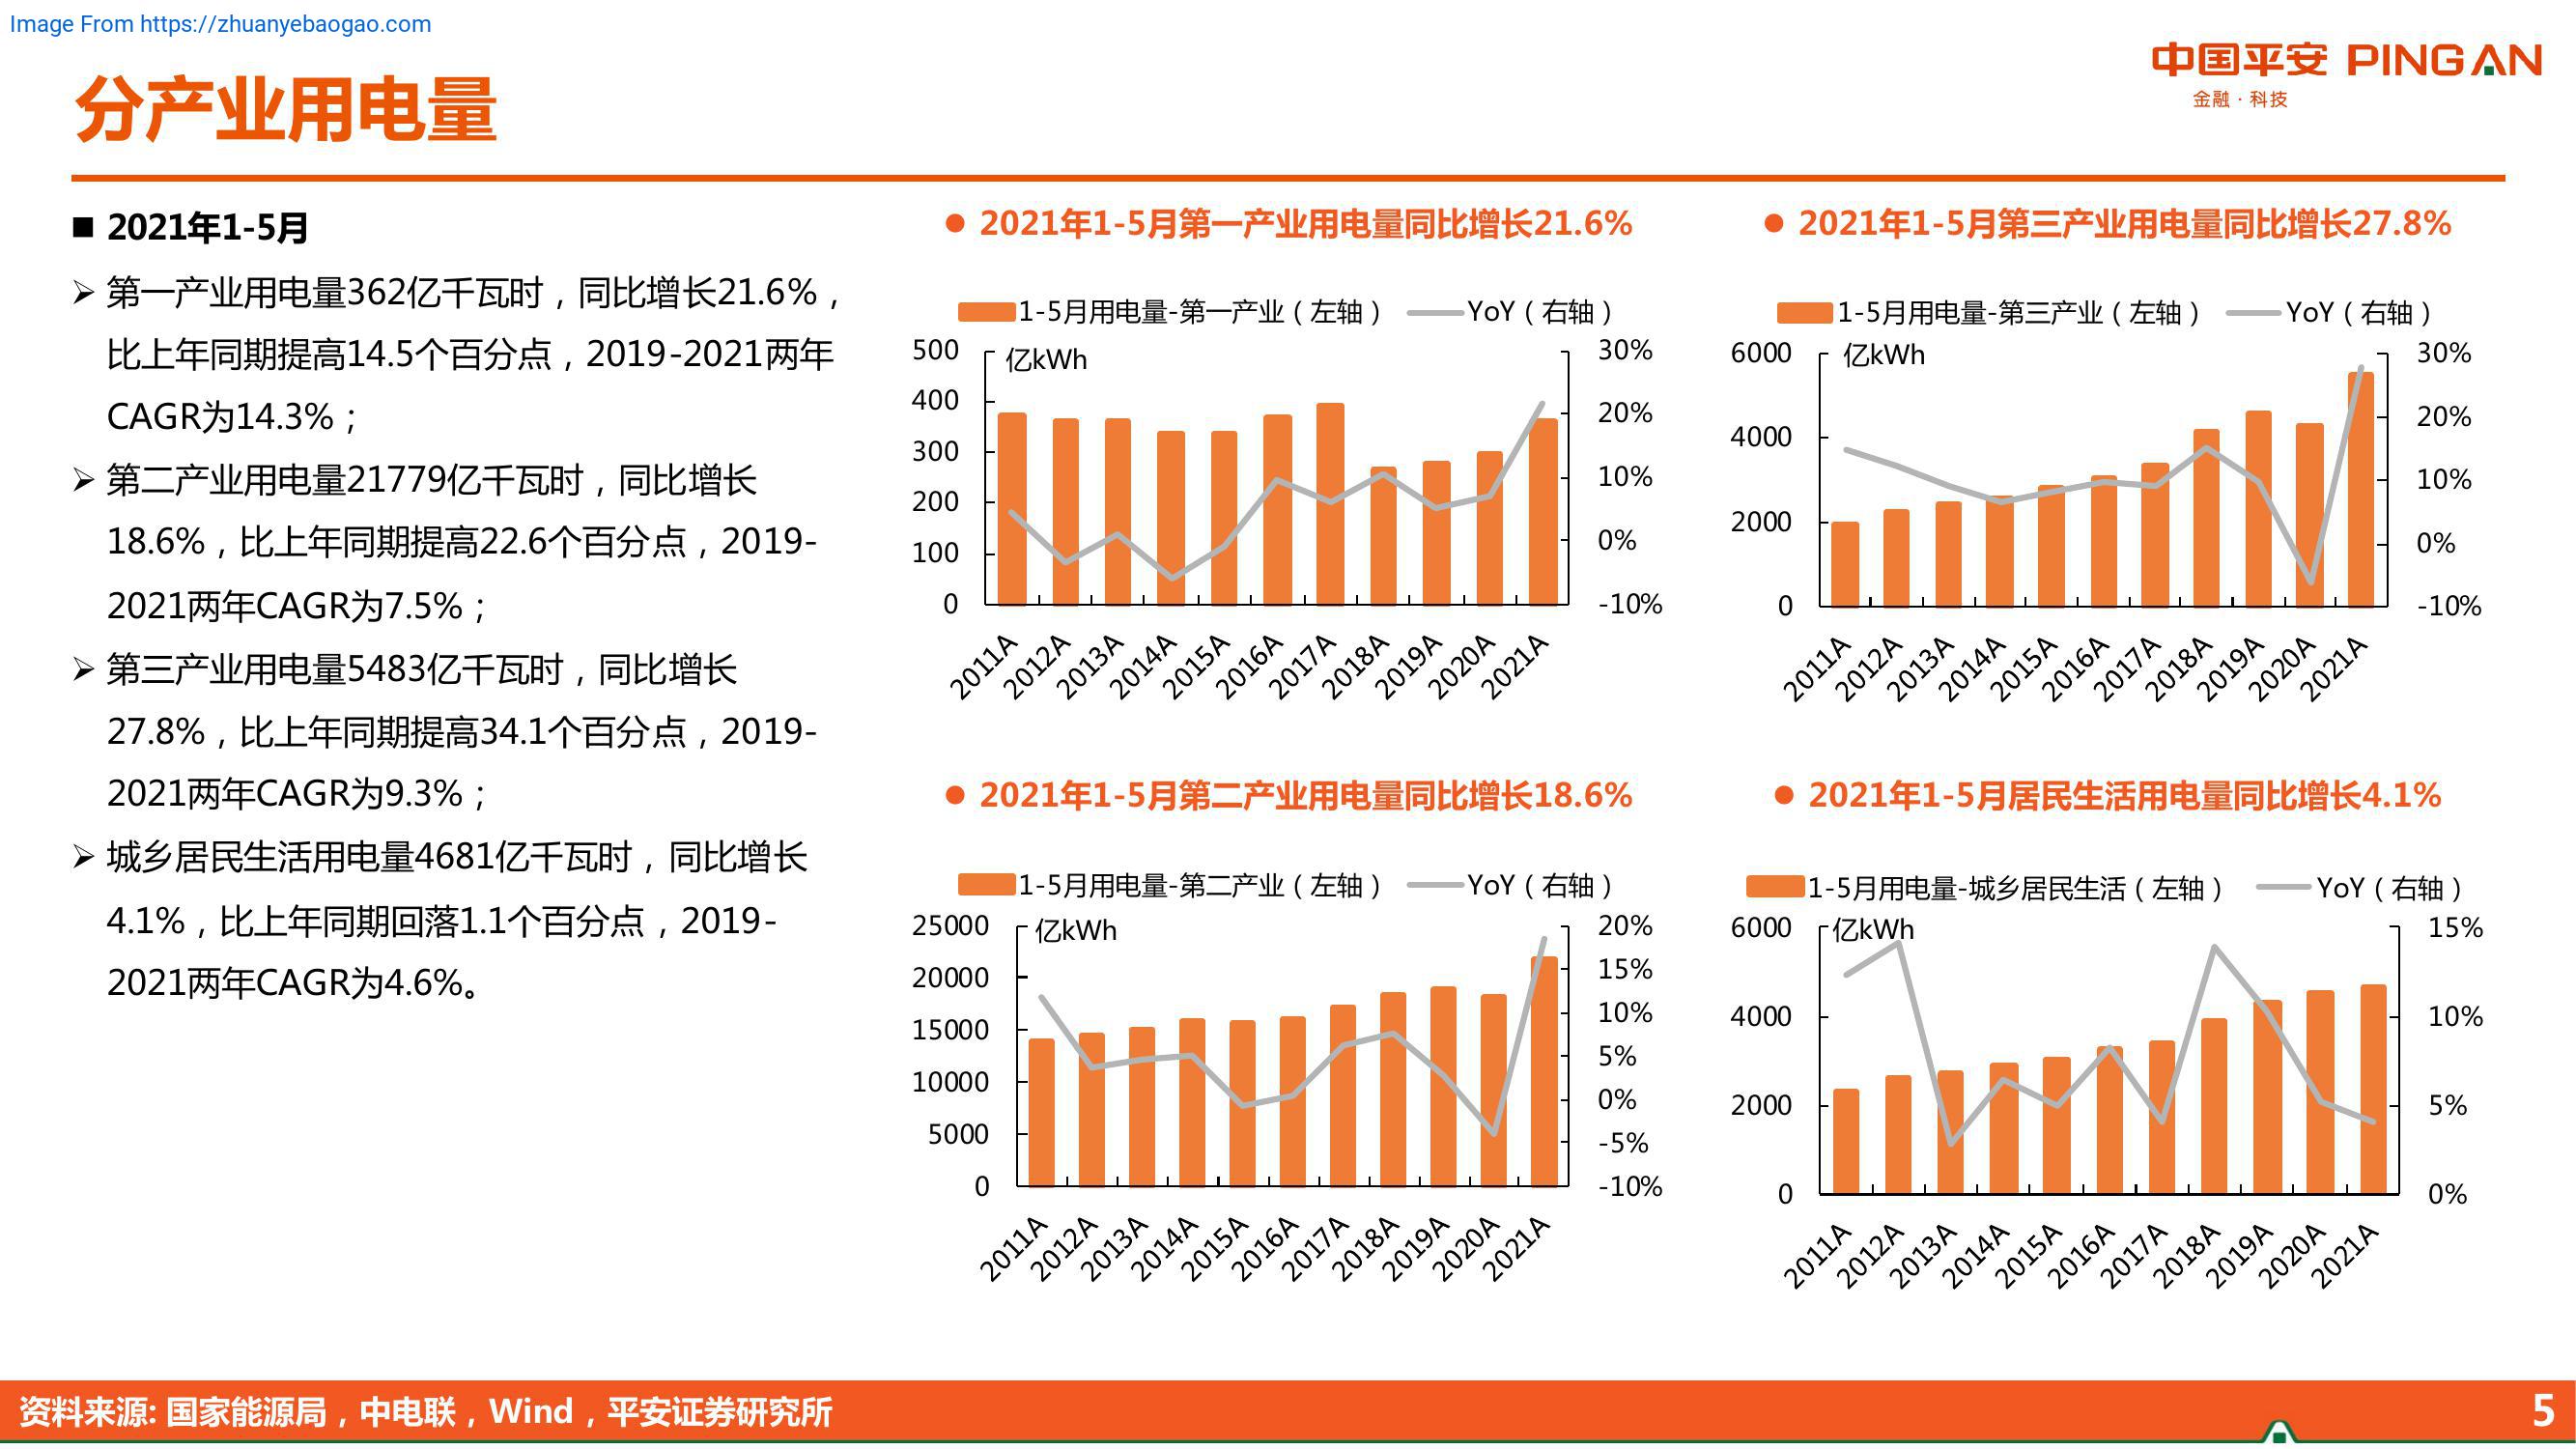 Image From https://zhuanyebaogao.com
中国平安 PINGAN
金融·科技
分产业用电量
■ 2021年1-5月
➢ 第一产业用电量362亿千瓦时，同比增长21.6%，
比上年同期提高14.5个百分点，2019-2021两年
CAGR为14.3%；
➢ 第二产业用电量21779亿千瓦时，同比增长
18.6%，比上年同期提高22.6个百分点，2019-
2021两年CAGR为7.5%；
➢ 第三产业用电量5483亿千瓦时，同比增长
27.8%，比上年同期提高34.1个百分点，2019-
2021两年CAGR为9.3%；
➢ 城乡居民生活用电量4681亿千瓦时，同比增长
4.1%，比上年同期回落1.1个百分点，2019-
2021两年CAGR为4.6%。
● 2021年1-5月第一产业用电量同比增长21.6%
1-5月用电量-第一产业（左轴） YoY（右轴）
亿kWh
500
400
300
200
100
0
30%
20%
10%
0%
-10%
2011A 2012A 2013A 2014A 2015A 2016A 2017A 2018A 2019A 2020A 2021A
● 2021年1-5月第三产业用电量同比增长27.8%
1-5月用电量-第三产业（左轴） YoY（右轴）
亿kWh
6000
4000
2000
0
30%
20%
10%
0%
-10%
2011A 2012A 2013A 2014A 2015A 2016A 2017A 2018A 2019A 2020A 2021A
● 2021年1-5月第二产业用电量同比增长18.6%
1-5月用电量-第二产业（左轴） YoY（右轴）
亿kWh
25000
20000
15000
10000
5000
0
20%
15%
10%
5%
0%
-5%
-10%
2011A 2012A 2013A 2014A 2015A 2016A 2017A 2018A 2019A 2020A 2021A
● 2021年1-5月居民生活用电量同比增长4.1%
1-5月用电量-城乡居民生活（左轴） YoY（右轴）
亿kWh
6000
4000
2000
0
15%
10%
5%
0%
2011A 2012A 2013A 2014A 2015A 2016A 2017A 2018A 2019A 2020A 2021A
资料来源: 国家能源局，中电联，Wind，平安证券研究所
5